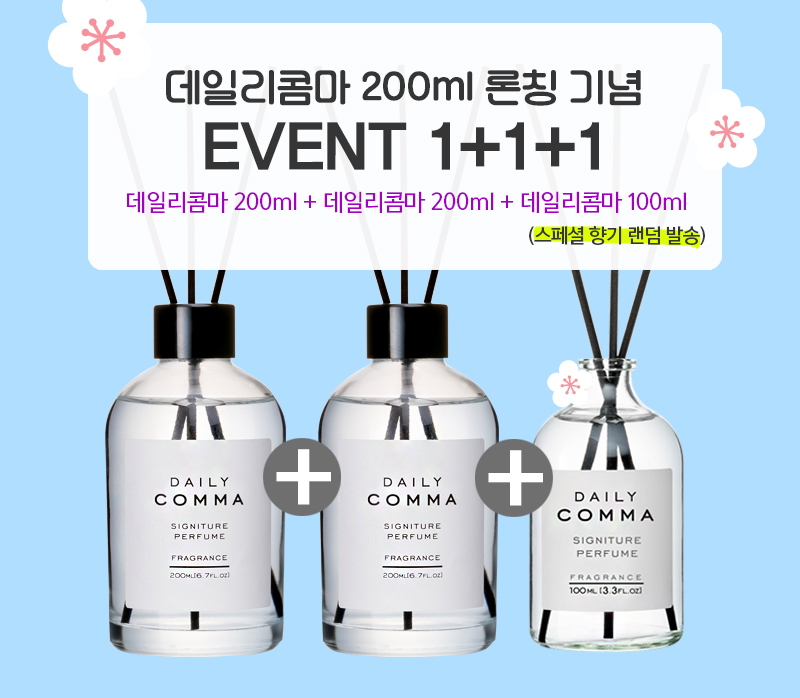 데일리콤마 200ml 론칭 기념
EVENT 1+1+1
데일리콤마 200ml + 데일리콤마 200ml + 데일리콤마 100ml
(스페셜 향기 랜덤 발송)
DAILY
COMMA
SIGNITURE
PERFUME
FRAGRANCE
200ML[6.7FL.OZ]
+
DAILY
COMMA
SIGNITURE
PERFUME
FRAGRANCE
200ML[6.7FL.OZ]
+
DAILY
COMMA
SIGNITURE
PERFUME
FRAGRANCE
100ML [3.3FL.OZ]